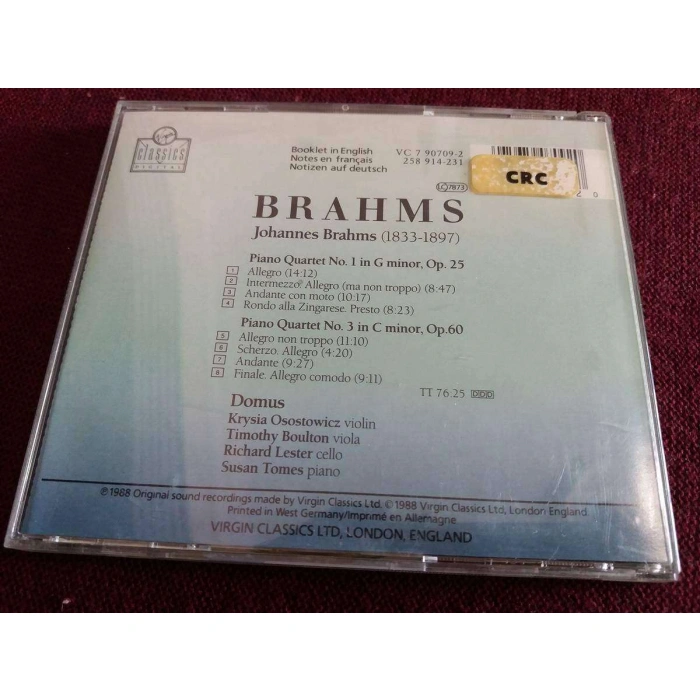 Virgin
classics
DIGITAL
Booklet in English
Notes en français
Notizen auf deutsch
VC 7 90709-2
258 914-231
LC 7873
CRC
0
BRAHMS
Johannes Brahms (1833-1897)
Piano Quartet No. 1 in G minor, Op. 25
1 Allegro (14:12)
2 Intermezzo. Allegro (ma non troppo) (8:47)
3 Andante con moto (10:17)
4 Rondo alla Zingarese. Presto (8:23)
Piano Quartet No. 3 in C minor, Op.60
5 Allegro non troppo (11:10)
6 Scherzo. Allegro (4:20)
7 Andante (9:27)
8 Finale. Allegro comodo (9:11)
TT 76.25 DDD
Domus
Krysia Osostowicz violin
Timothy Boulton viola
Richard Lester cello
Susan Tomes piano
℗1988 Original sound recordings made by Virgin Classics Ltd. ©1988 Virgin Classics Ltd, London England
Printed in West Germany/Imprimé en Allemagne
VIRGIN CLASSICS LTD, LONDON, ENGLAND